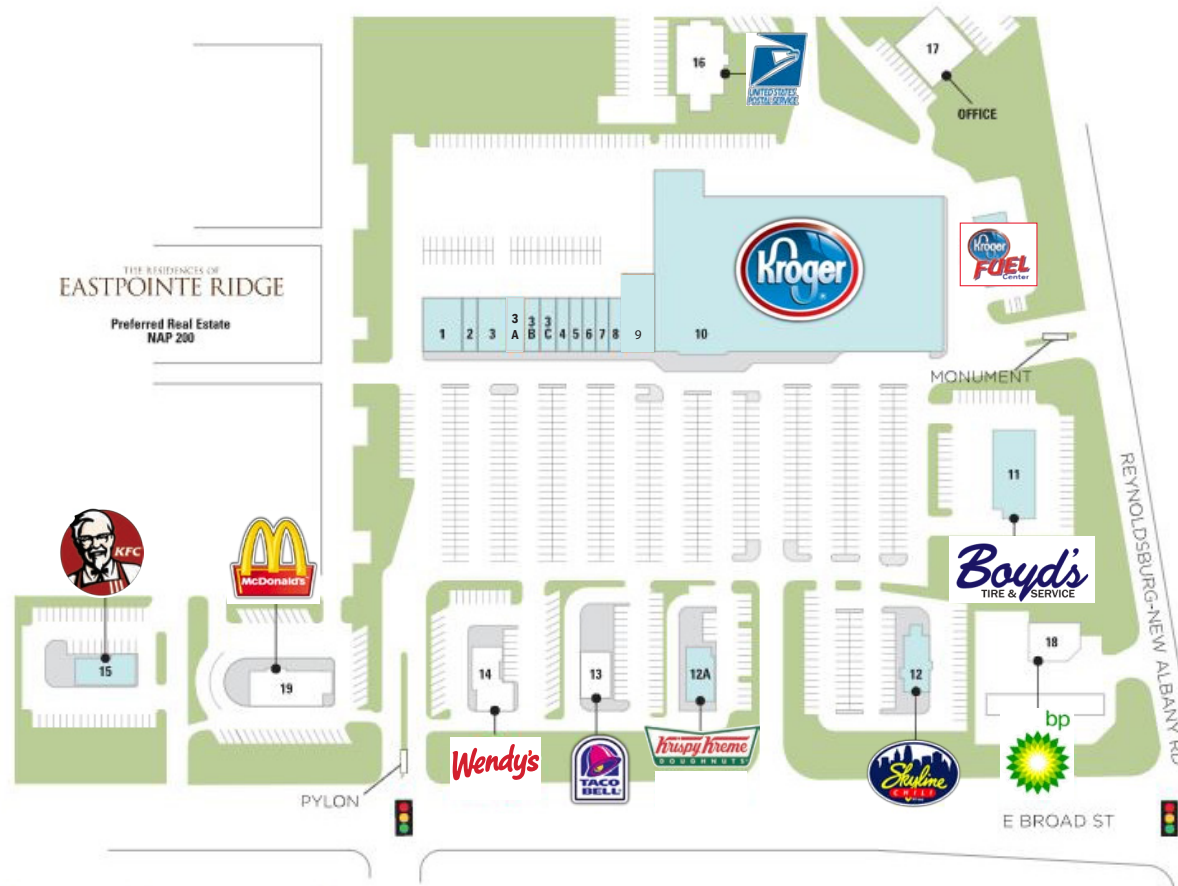 16
UNITED STATES
POSTAL SERVICE
17
OFFICE
THE RESIDENCES OF
EASTPOINTE RIDGE
Preferred Real Estate
NAP 200
Kroger
Kroger
FUEL
Center
1
2
3
3
A
3
B
3
C
4
5
6
7
8
9
10
MONUMENT
11
Boyd's
TIRE & SERVICE
REYNOLDSBURG-NEW ALBANY RD
KFC
McDonald's
15
19
14
13
12A
12
18
Wendy's
TACO
BELL
Krispy Kreme
DOUGHNUTS
Skyline
CHILI
bp
PYLON
E BROAD ST